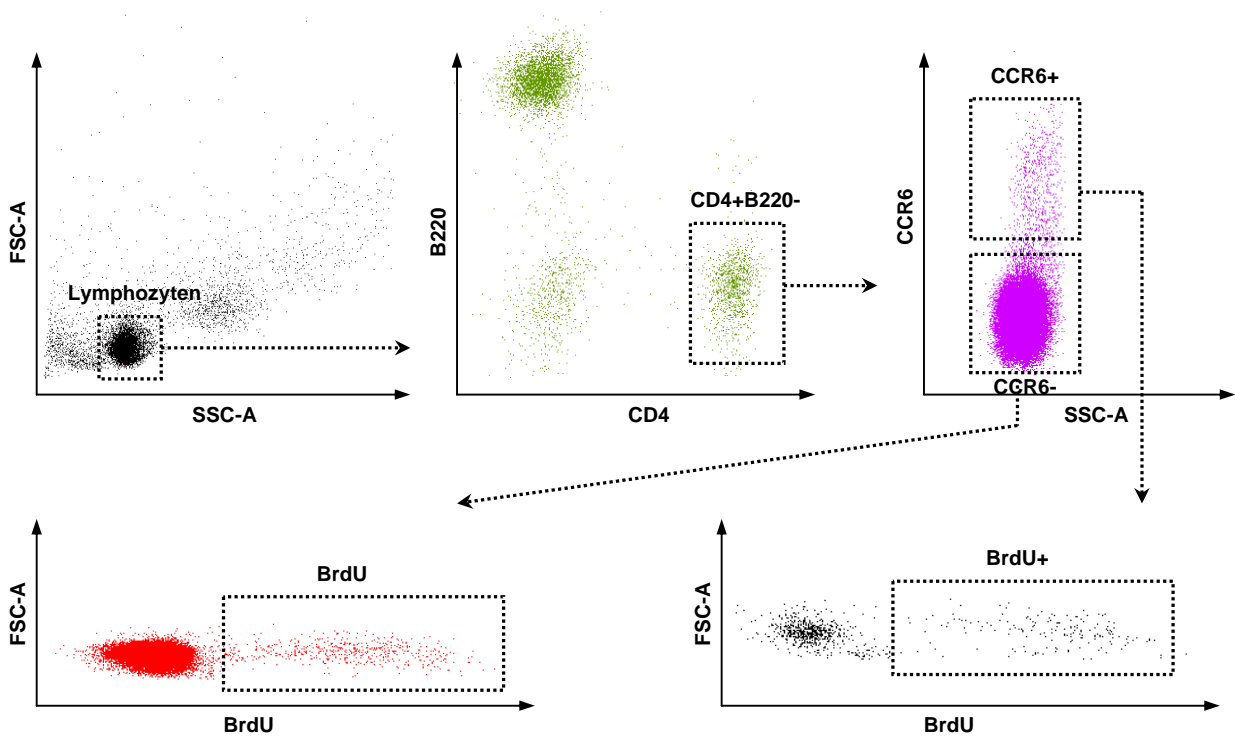 FSC-A
Lymphozyten
SSC-A
B220
CD4+B220-
CD4
CCR6
CCR6+
CCR6-
SSC-A
FSC-A
BrdU
BrdU
FSC-A
BrdU+
BrdU